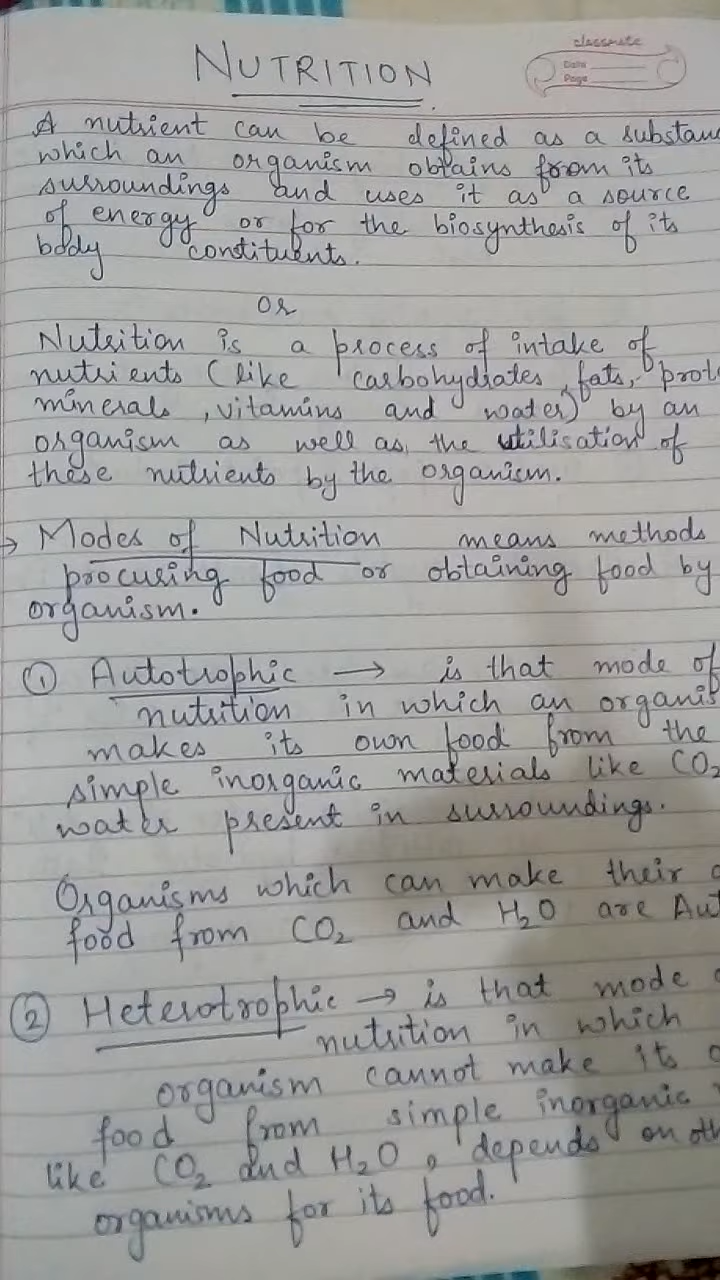 classmate
Date
Page
NUTRITION
A nutrient can be defined as a substan
which an organism obtains from its
surroundings and uses it as a source
of energy or for the biosynthesis of its
body constituents.
OR
Nutrition is a process of intake of
nutrients (like carbohydrates, fats, prot
minerals, vitamins and water) by an
organism as well as the utilisation of
these nutrients by the organism.
→ Modes of Nutrition means methods
procuring food or obtaining food by
organism.
① Autotrophic → is that mode of
nutrition in which an organis
makes its own food from the
simple inorganic materials like CO₂
water present in surroundings.
Organisms which can make their
food from CO₂ and H₂O are Aut
② Heterotrophic → is that mode
nutrition in which
organism cannot make its
food from simple inorganic
like CO₂ and H₂O, depends on oth
organisms for its food.